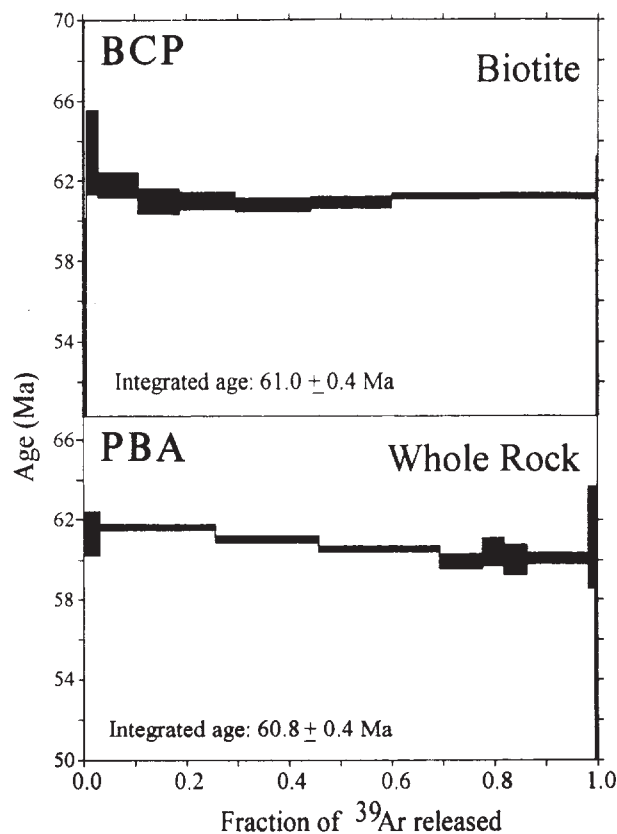 70
BCP
Biotite
66
62
58
54
Integrated age: 61.0 ± 0.4 Ma
Age (Ma)
PBA
Whole Rock
66
62
58
54
Integrated age: 60.8 ± 0.4 Ma
50
0.0 0.2 0.4 0.6 0.8 1.0
Fraction of ³⁹Ar released